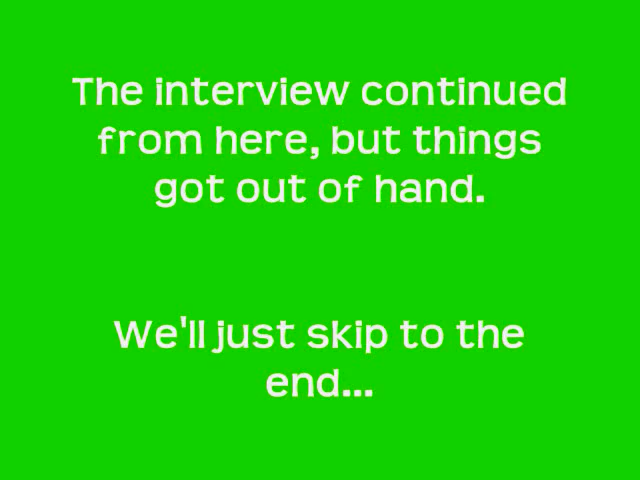 The interview continued
from here, but things
got out of hand.
We'll just skip to the
end...